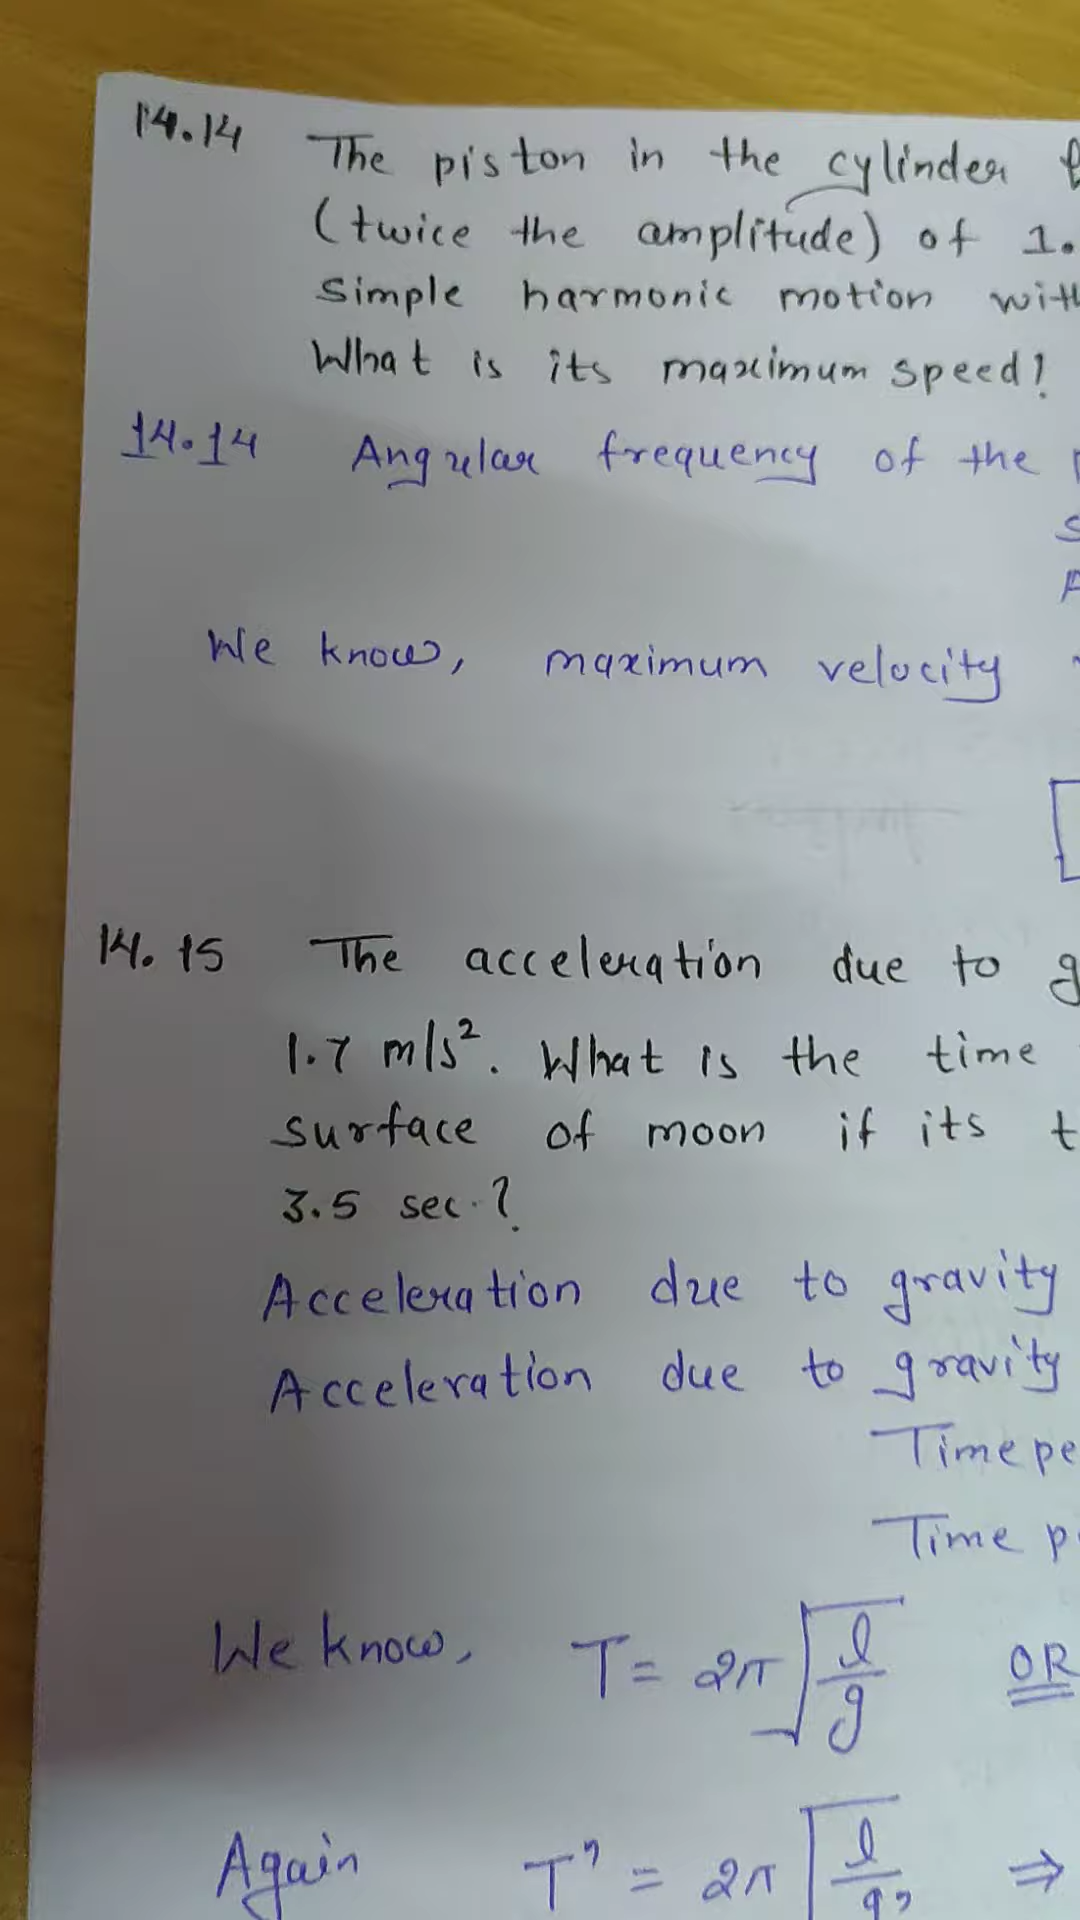 14.14 The piston in the cylinder
(twice the amplitude) of 1.
Simple harmonic motion with
What is its maximum speed?
14.14 Angular frequency of the
We know, maximum velocity
14.15 The acceleration due to g
1.7 m/s². What is the time
surface of moon if its t
3.5 sec.?
Acceleration due to gravity
Acceleration due to gravity
Time pe
Time p
We know, T = 2π√(l/g) OR
Again T' = 2π√(l/g') ⇒